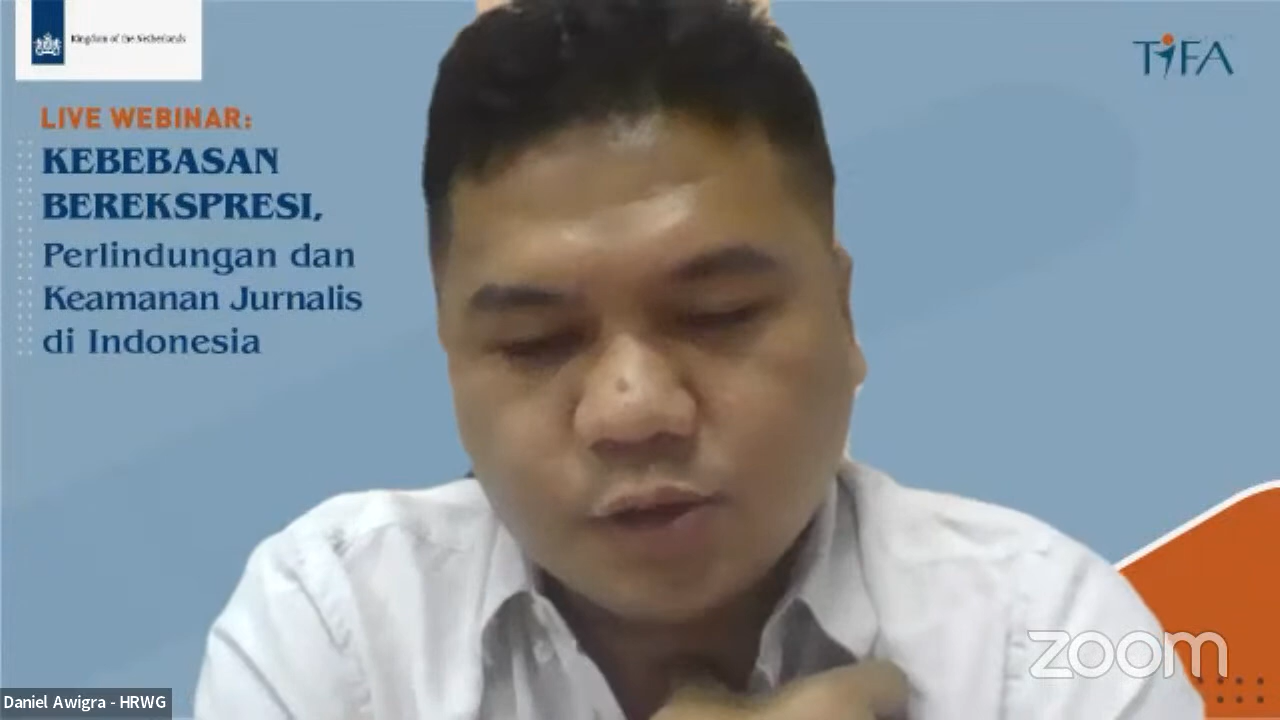 Kingdom of the Netherlands
TIFA
LIVE WEBINAR:
KEBEBASAN
BEREKSPRESI,
Perlindungan dan
Keamanan Jurnalis
di Indonesia
zoom
Daniel Awigra - HRWG